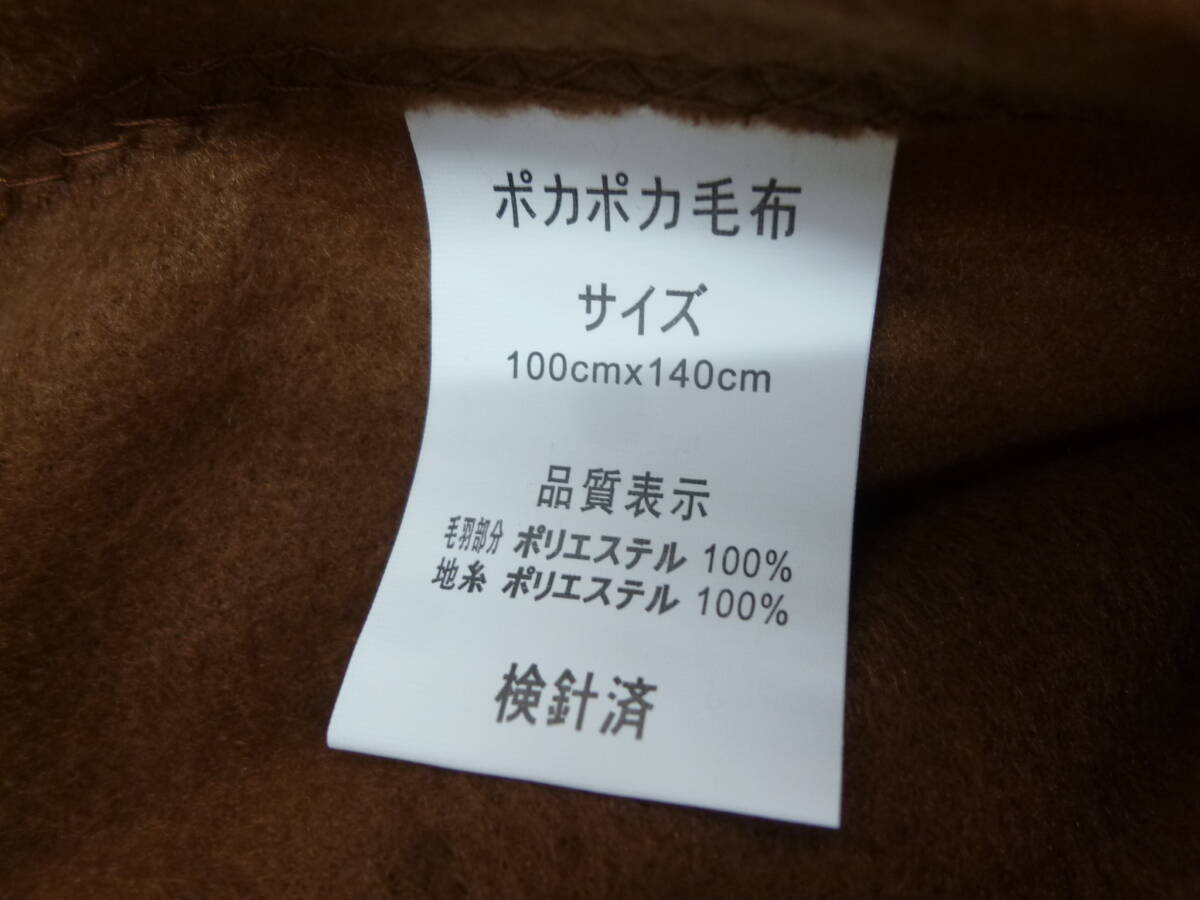 ポカポカ毛布
サイズ
100cmx140cm
品質表示
毛羽部分 ポリエステル 100%
地糸 ポリエステル 100%
検針済